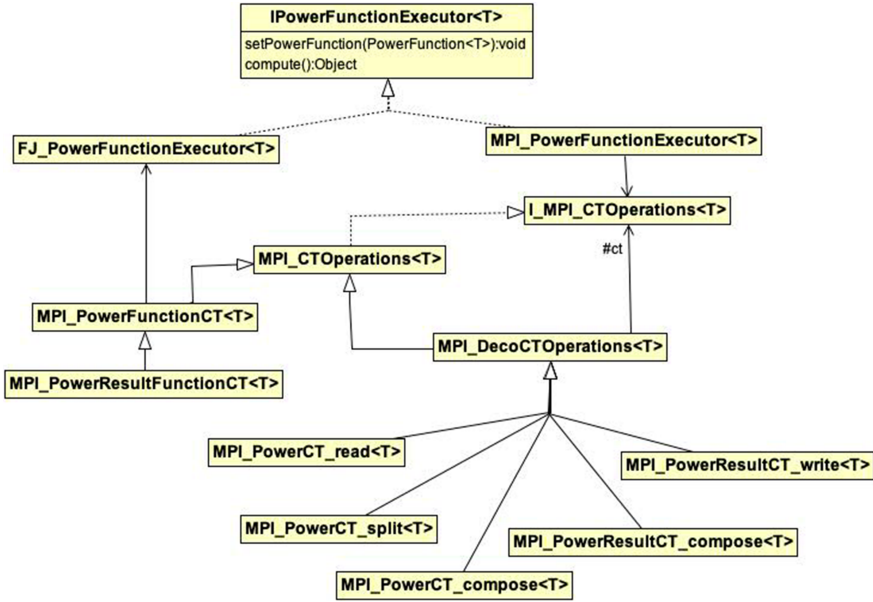 IPowerFunctionExecutor<T>
setPowerFunction(PowerFunction<T>):void
compute():Object
FJ_PowerFunctionExecutor<T>
MPI_PowerFunctionExecutor<T>
I_MPI_CTOperations<T>
#ct
MPI_CTOperations<T>
MPI_PowerFunctionCT<T>
MPI_DecoCTOperations<T>
MPI_PowerResultFunctionCT<T>
MPI_PowerCT_read<T>
MPI_PowerResultCT_write<T>
MPI_PowerCT_split<T>
MPI_PowerResultCT_compose<T>
MPI_PowerCT_compose<T>